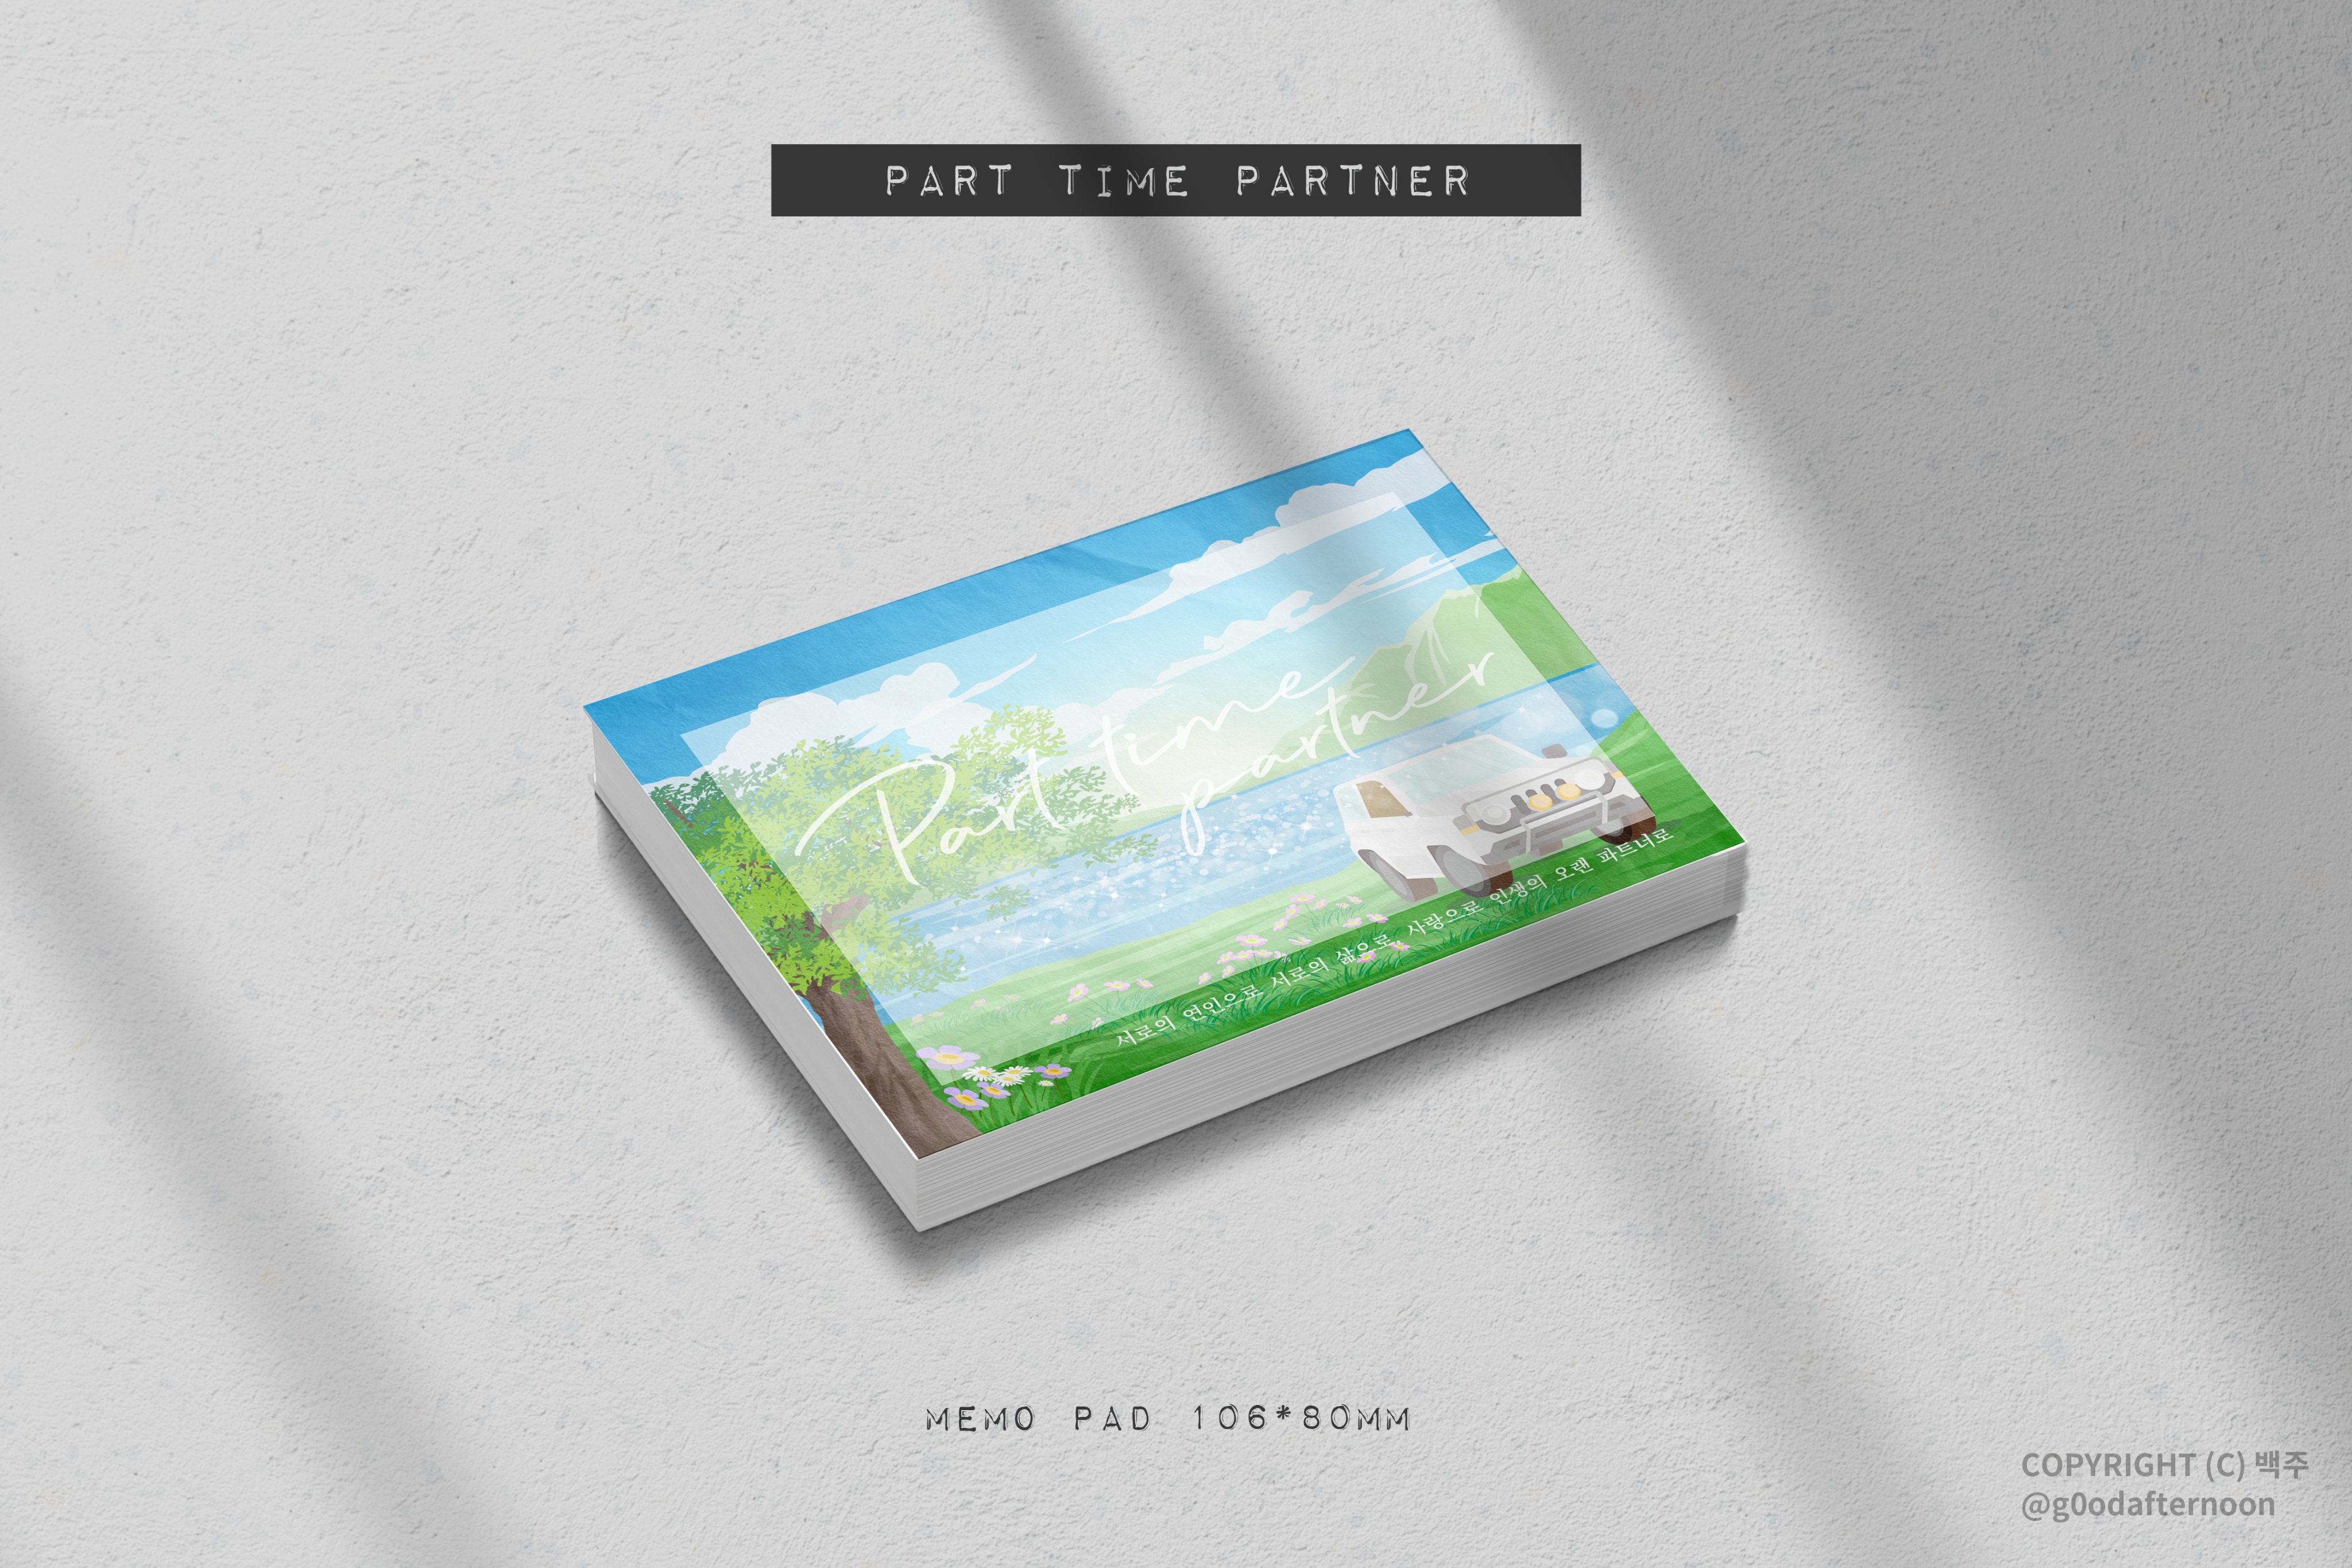 PART TIME PARTNER
Part time
partner
서로의 연인으로 서로의 삶으로, 사랑으로 인생의 오랜 파트너로
MEMO PAD 106*80MM
COPYRIGHT (C) 백주
@g0odafternoon